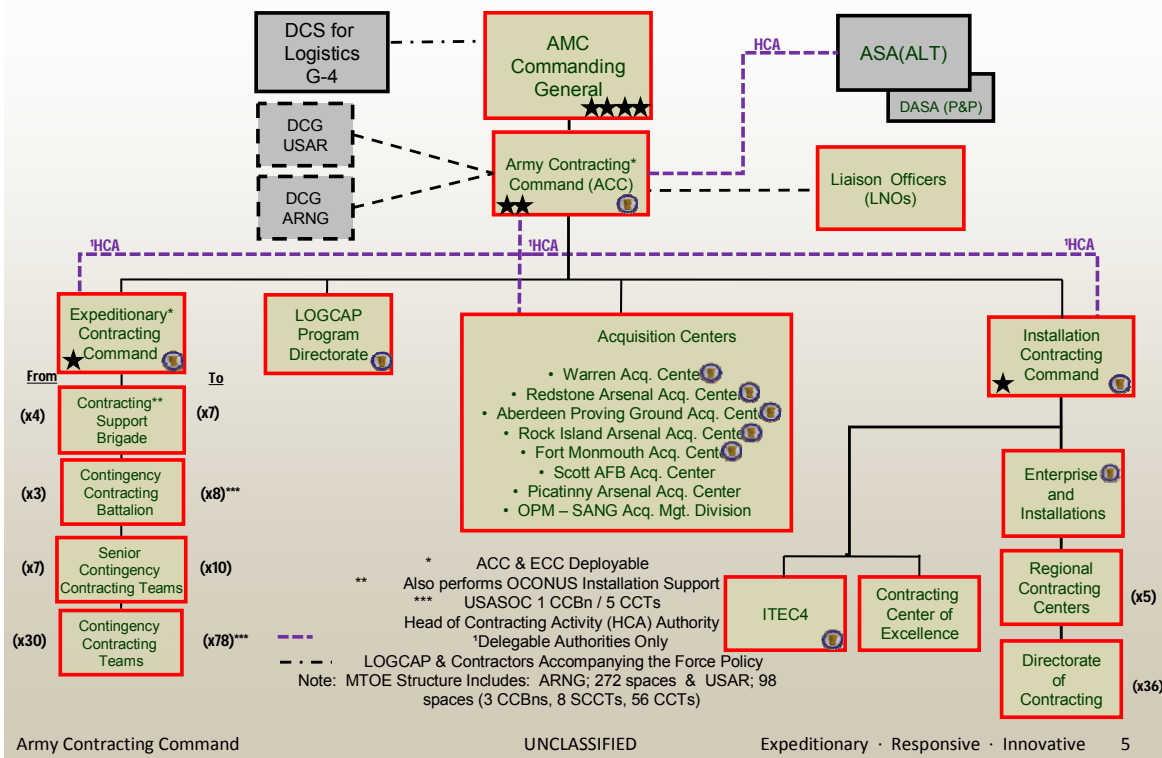 DCS for
Logistics
G-4
AMC
Commanding
General
HCA
ASA(ALT)
DASA (P&P)
DCG
USAR
DCG
ARNG
Army Contracting*
Command (ACC)
Liaison Officers
(LNOs)
¹HCA
¹HCA
¹HCA
Expeditionary*
Contracting
Command
LOGCAP
Program
Directorate
Acquisition Centers
• Warren Acq. Cente
• Redstone Arsenal Acq. Center
• Aberdeen Proving Ground Acq. Cent
• Rock Island Arsenal Acq. Cente
• Fort Monmouth Acq. Cente
• Scott AFB Acq. Center
• Picatinny Arsenal Acq. Center
• OPM – SANG Acq. Mgt. Division
Installation
Contracting
Command
From
To
(x4)
Contracting**
Support
Brigade
(x7)
(x3)
Contingency
Contracting
Battalion
(x8)***
(x7)
Senior
Contingency
Contracting Teams
(x10)
(x30)
Contingency
Contracting
Teams
(x78)***
Enterprise
and
Installations
ITEC4
Contracting
Center of
Excellence
Regional
Contracting
Centers
(x5)
Directorate
of
Contracting
(x36)
* ACC & ECC Deployable
** Also performs OCONUS Installation Support
*** USASOC 1 CCBn / 5 CCTs
Head of Contracting Activity (HCA) Authority
¹Delegable Authorities Only
LOGCAP & Contractors Accompanying the Force Policy
Note: MTOE Structure Includes: ARNG; 272 spaces & USAR; 98
spaces (3 CCBns, 8 SCCTs, 56 CCTs)
Army Contracting Command
UNCLASSIFIED
Expeditionary · Responsive · Innovative 5